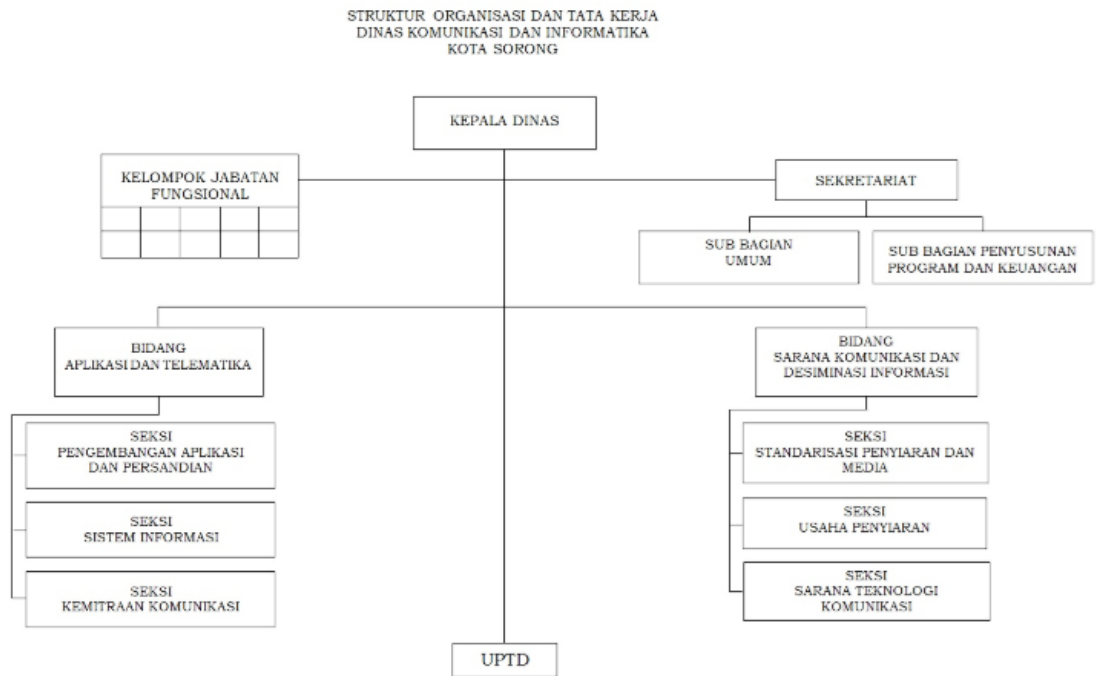 STRUKTUR ORGANISASI DAN TATA KERJA
DINAS KOMUNIKASI DAN INFORMATIKA
KOTA SORONG
KEPALA DINAS
KELOMPOK JABATAN
FUNGSIONAL
SEKRETARIAT
SUB BAGIAN
UMUM
SUB BAGIAN PENYUSUNAN
PROGRAM DAN KEUANGAN
BIDANG
APLIKASI DAN TELEMATIKA
BIDANG
SARANA KOMUNIKASI DAN
DESIMINASI INFORMASI
SEKSI
PENGEMBANGAN APLIKASI
DAN PERSANDIAN
SEKSI
SISTEM INFORMASI
SEKSI
KEMITRAAN KOMUNIKASI
SEKSI
STANDARISASI PENYIARAN DAN
MEDIA
SEKSI
USAHA PENYIARAN
SEKSI
SARANA TEKNOLOGI
KOMUNIKASI
UPTD